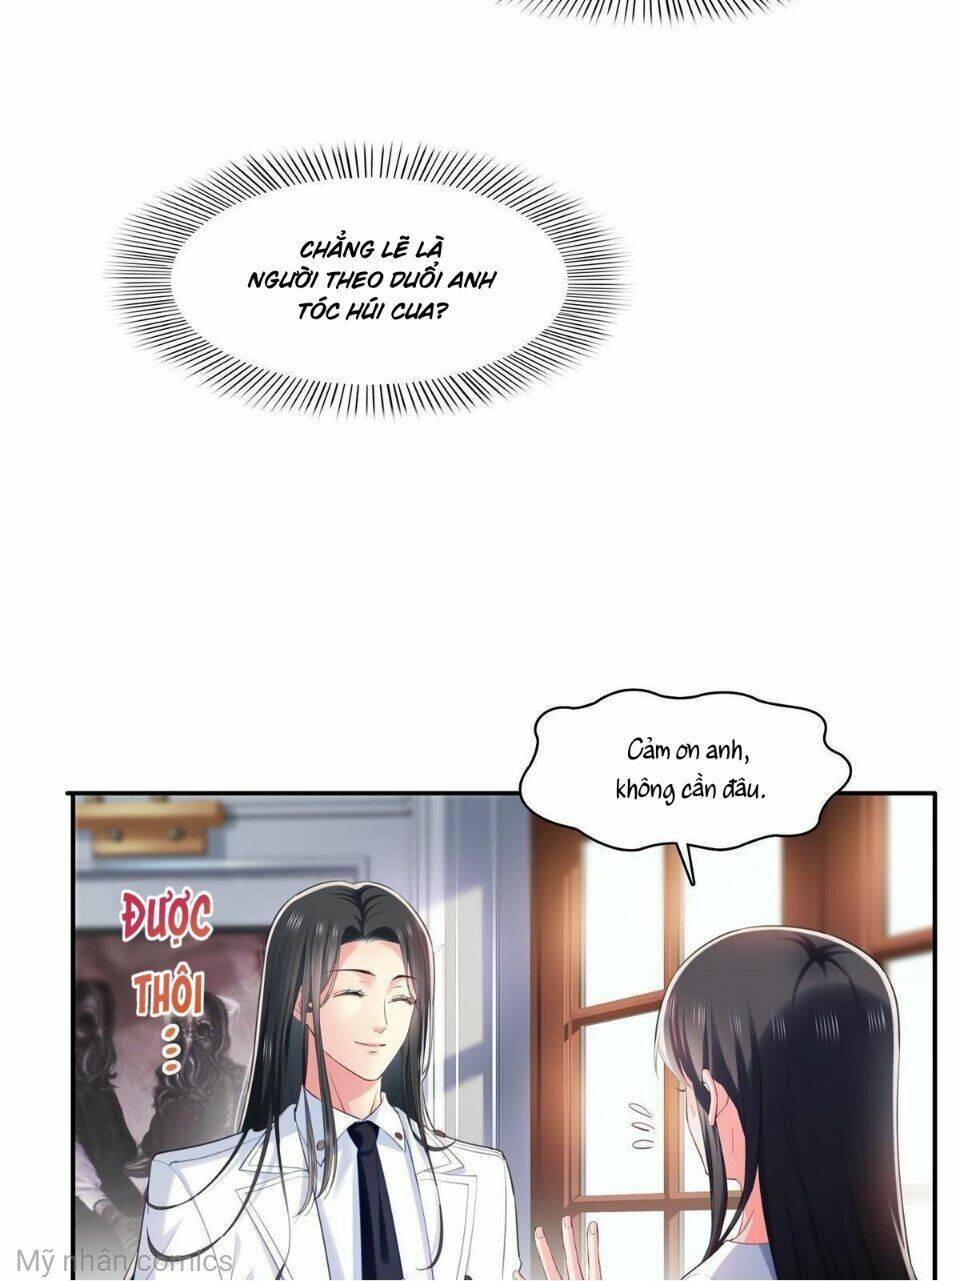 CHẲNG LẼ LÀ
NGƯỜI THEO DUỔI ANH
TÓC HÚI CUA?
Cảm ơn anh,
không cần đâu.
ĐƯỢC
THÔI
...
Mỹ nhân comics